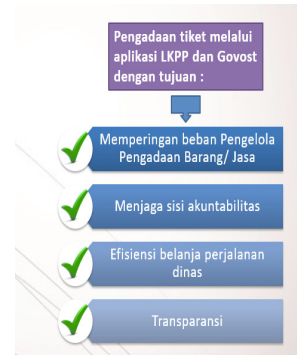 Pengadaan tiket melalui
aplikasi LKPP dan Govost
dengan tujuan :
Memperingan beban Pengelola
Pengadaan Barang/ Jasa
Menjaga sisi akuntabilitas
Efisiensi belanja perjalanan
dinas
Transparansi